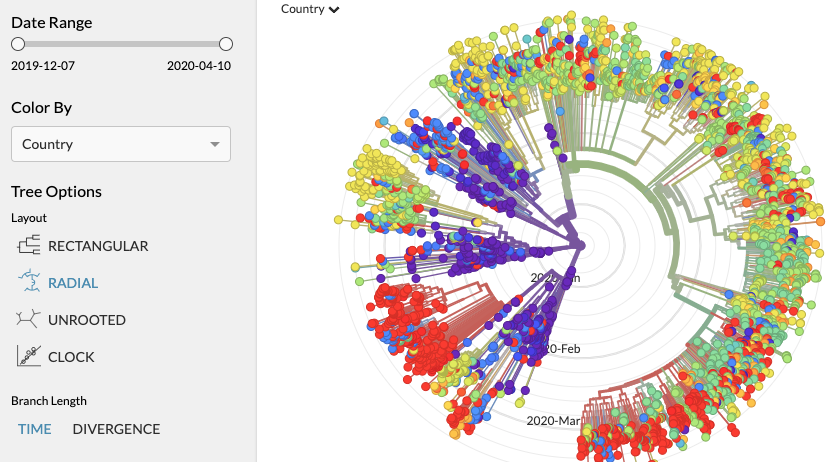 Date Range
2019-12-07 2020-04-10
Color By
Country
Tree Options
Layout
RECTANGULAR
RADIAL
UNROOTED
CLOCK
Branch Length
TIME DIVERGENCE
Country
20-Feb
2020-Mar